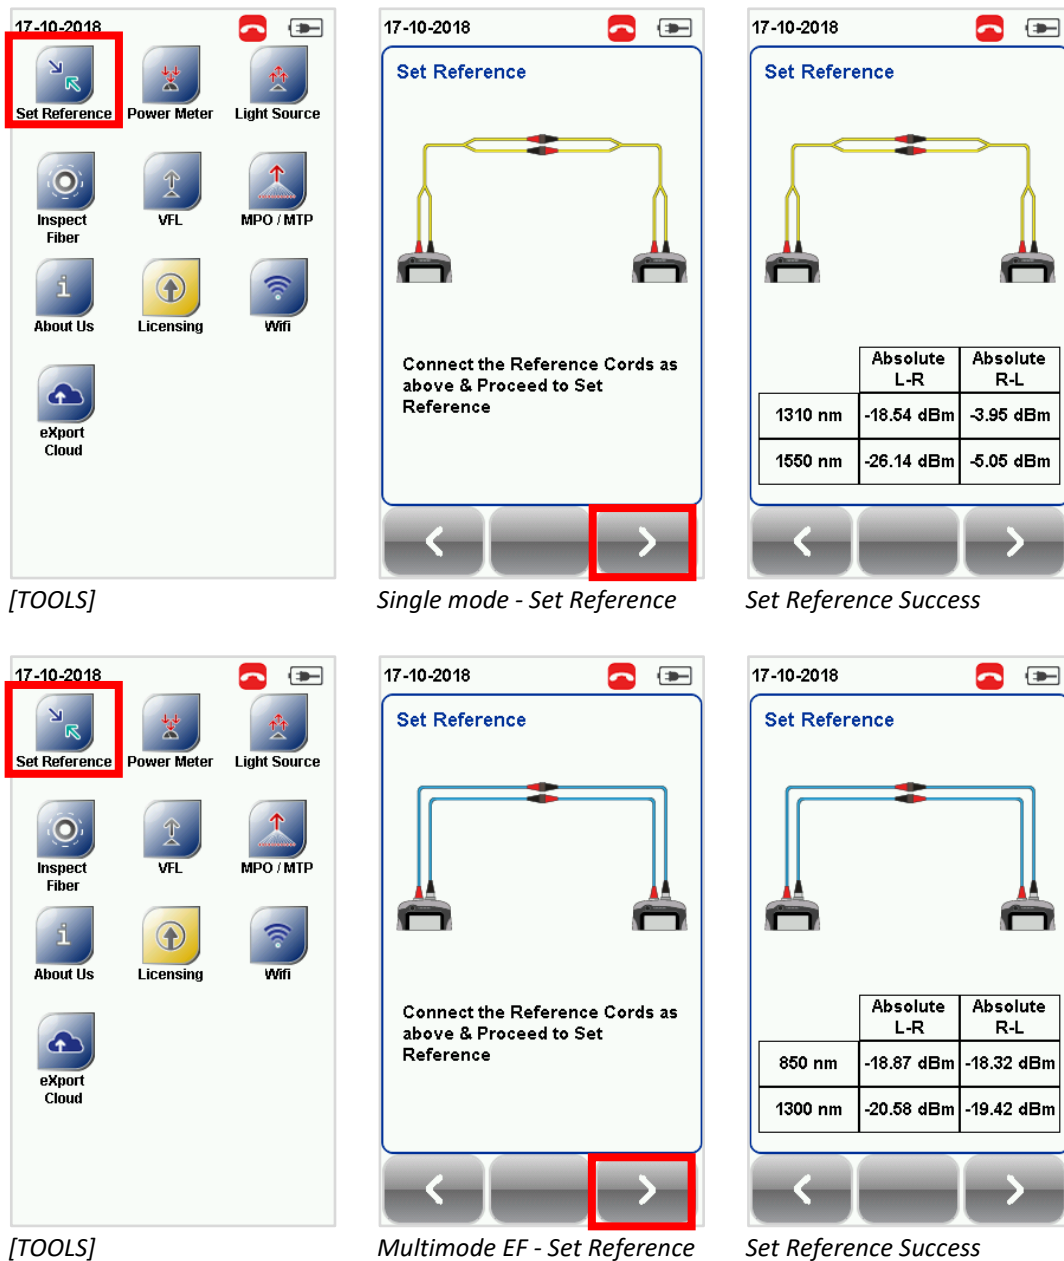 17-10-2018
Set Reference
Power Meter
Light Source
Inspect
Fiber
VFL
MPO / MTP
About Us
Licensing
Wifi
eXport
Cloud
[TOOLS]
17-10-2018
Set Reference
Connect the Reference Cords as
above & Proceed to Set
Reference
Single mode - Set Reference
17-10-2018
Set Reference
Absolute L-R Absolute R-L
1310 nm -18.54 dBm -3.95 dBm
1550 nm -26.14 dBm -5.05 dBm
Set Reference Success
17-10-2018
Set Reference
Power Meter
Light Source
Inspect
Fiber
VFL
MPO / MTP
About Us
Licensing
Wifi
eXport
Cloud
[TOOLS]
17-10-2018
Set Reference
Connect the Reference Cords as
above & Proceed to Set
Reference
Multimode EF - Set Reference
17-10-2018
Set Reference
Absolute L-R Absolute R-L
850 nm -18.87 dBm -18.32 dBm
1300 nm -20.58 dBm -19.42 dBm
Set Reference Success